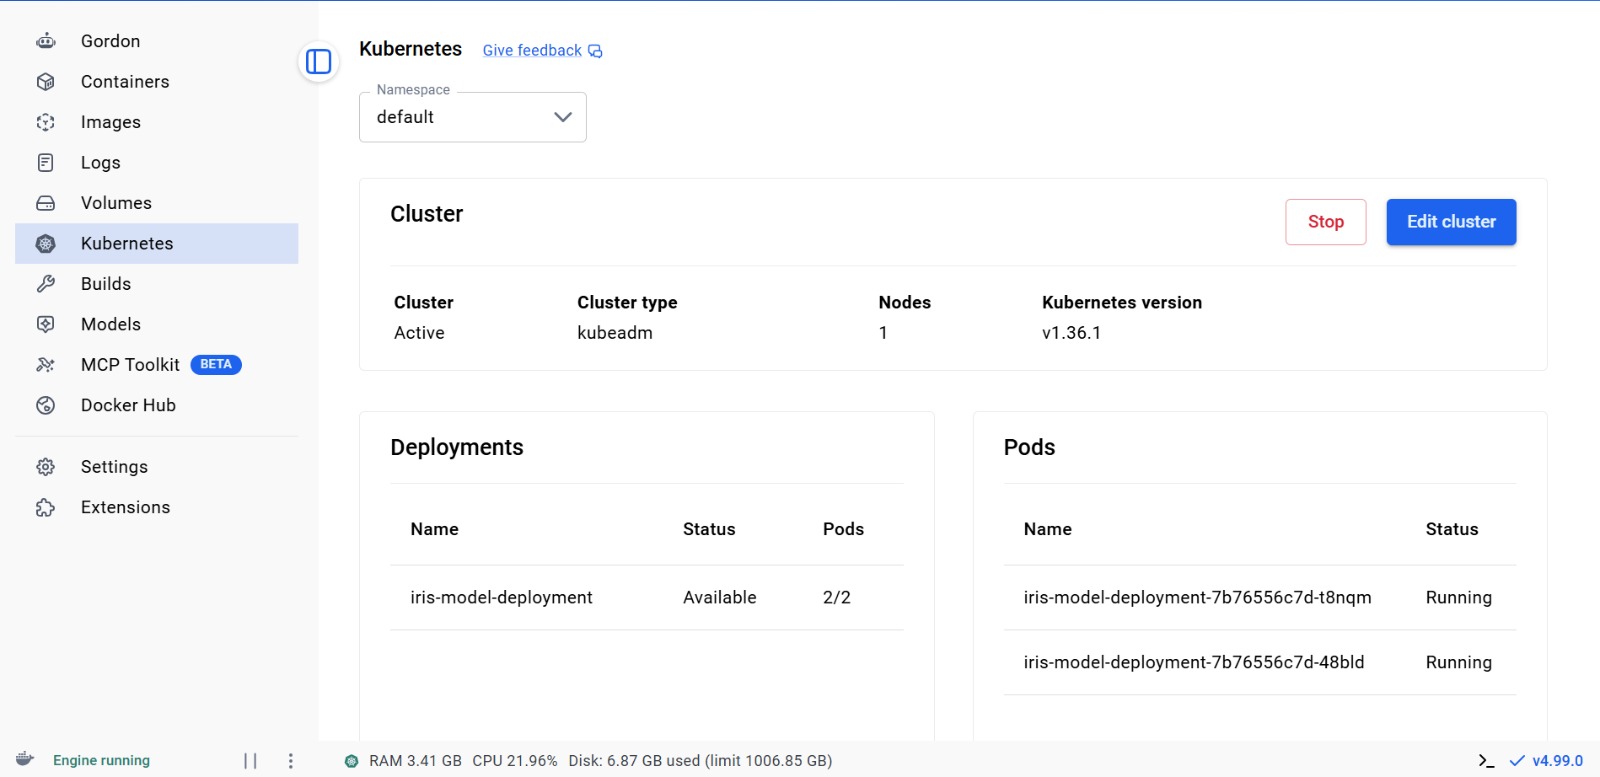 Gordon
Containers
Images
Logs
Volumes
Kubernetes
Builds
Models
MCP Toolkit BETA
Docker Hub
Settings
Extensions
Kubernetes Give feedback
Namespace
default
Cluster
Stop Edit cluster
Cluster Cluster type Nodes Kubernetes version
Active kubeadm 1 v1.36.1
Deployments
Name Status Pods
iris-model-deployment Available 2/2
Pods
Name Status
iris-model-deployment-7b76556c7d-t8nqm Running
iris-model-deployment-7b76556c7d-48bld Running
Engine running RAM 3.41 GB CPU 21.96% Disk: 6.87 GB used (limit 1006.85 GB) v4.99.0